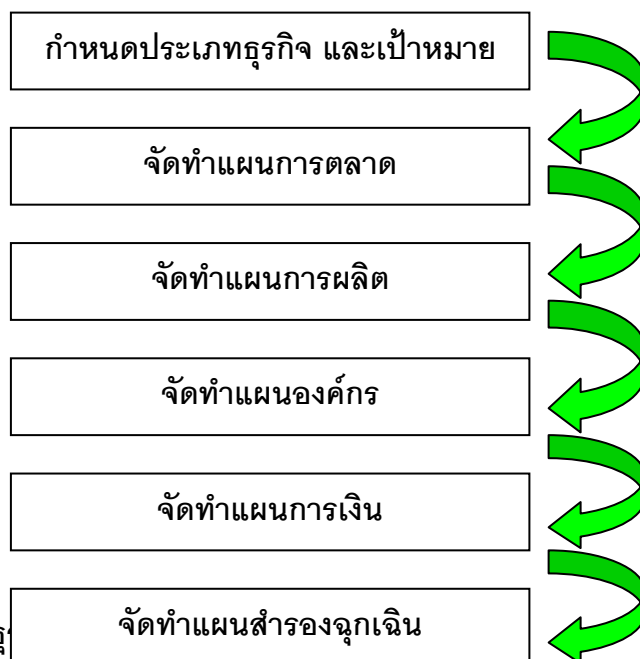 กำหนดประเภทธุรกิจ และเป้าหมาย
จัดทำแผนการตลาด
จัดทำแผนการผลิต
จัดทำแผนองค์กร
จัดทำแผนการเงิน
จัดทำแผนสำรองฉุกเฉิน